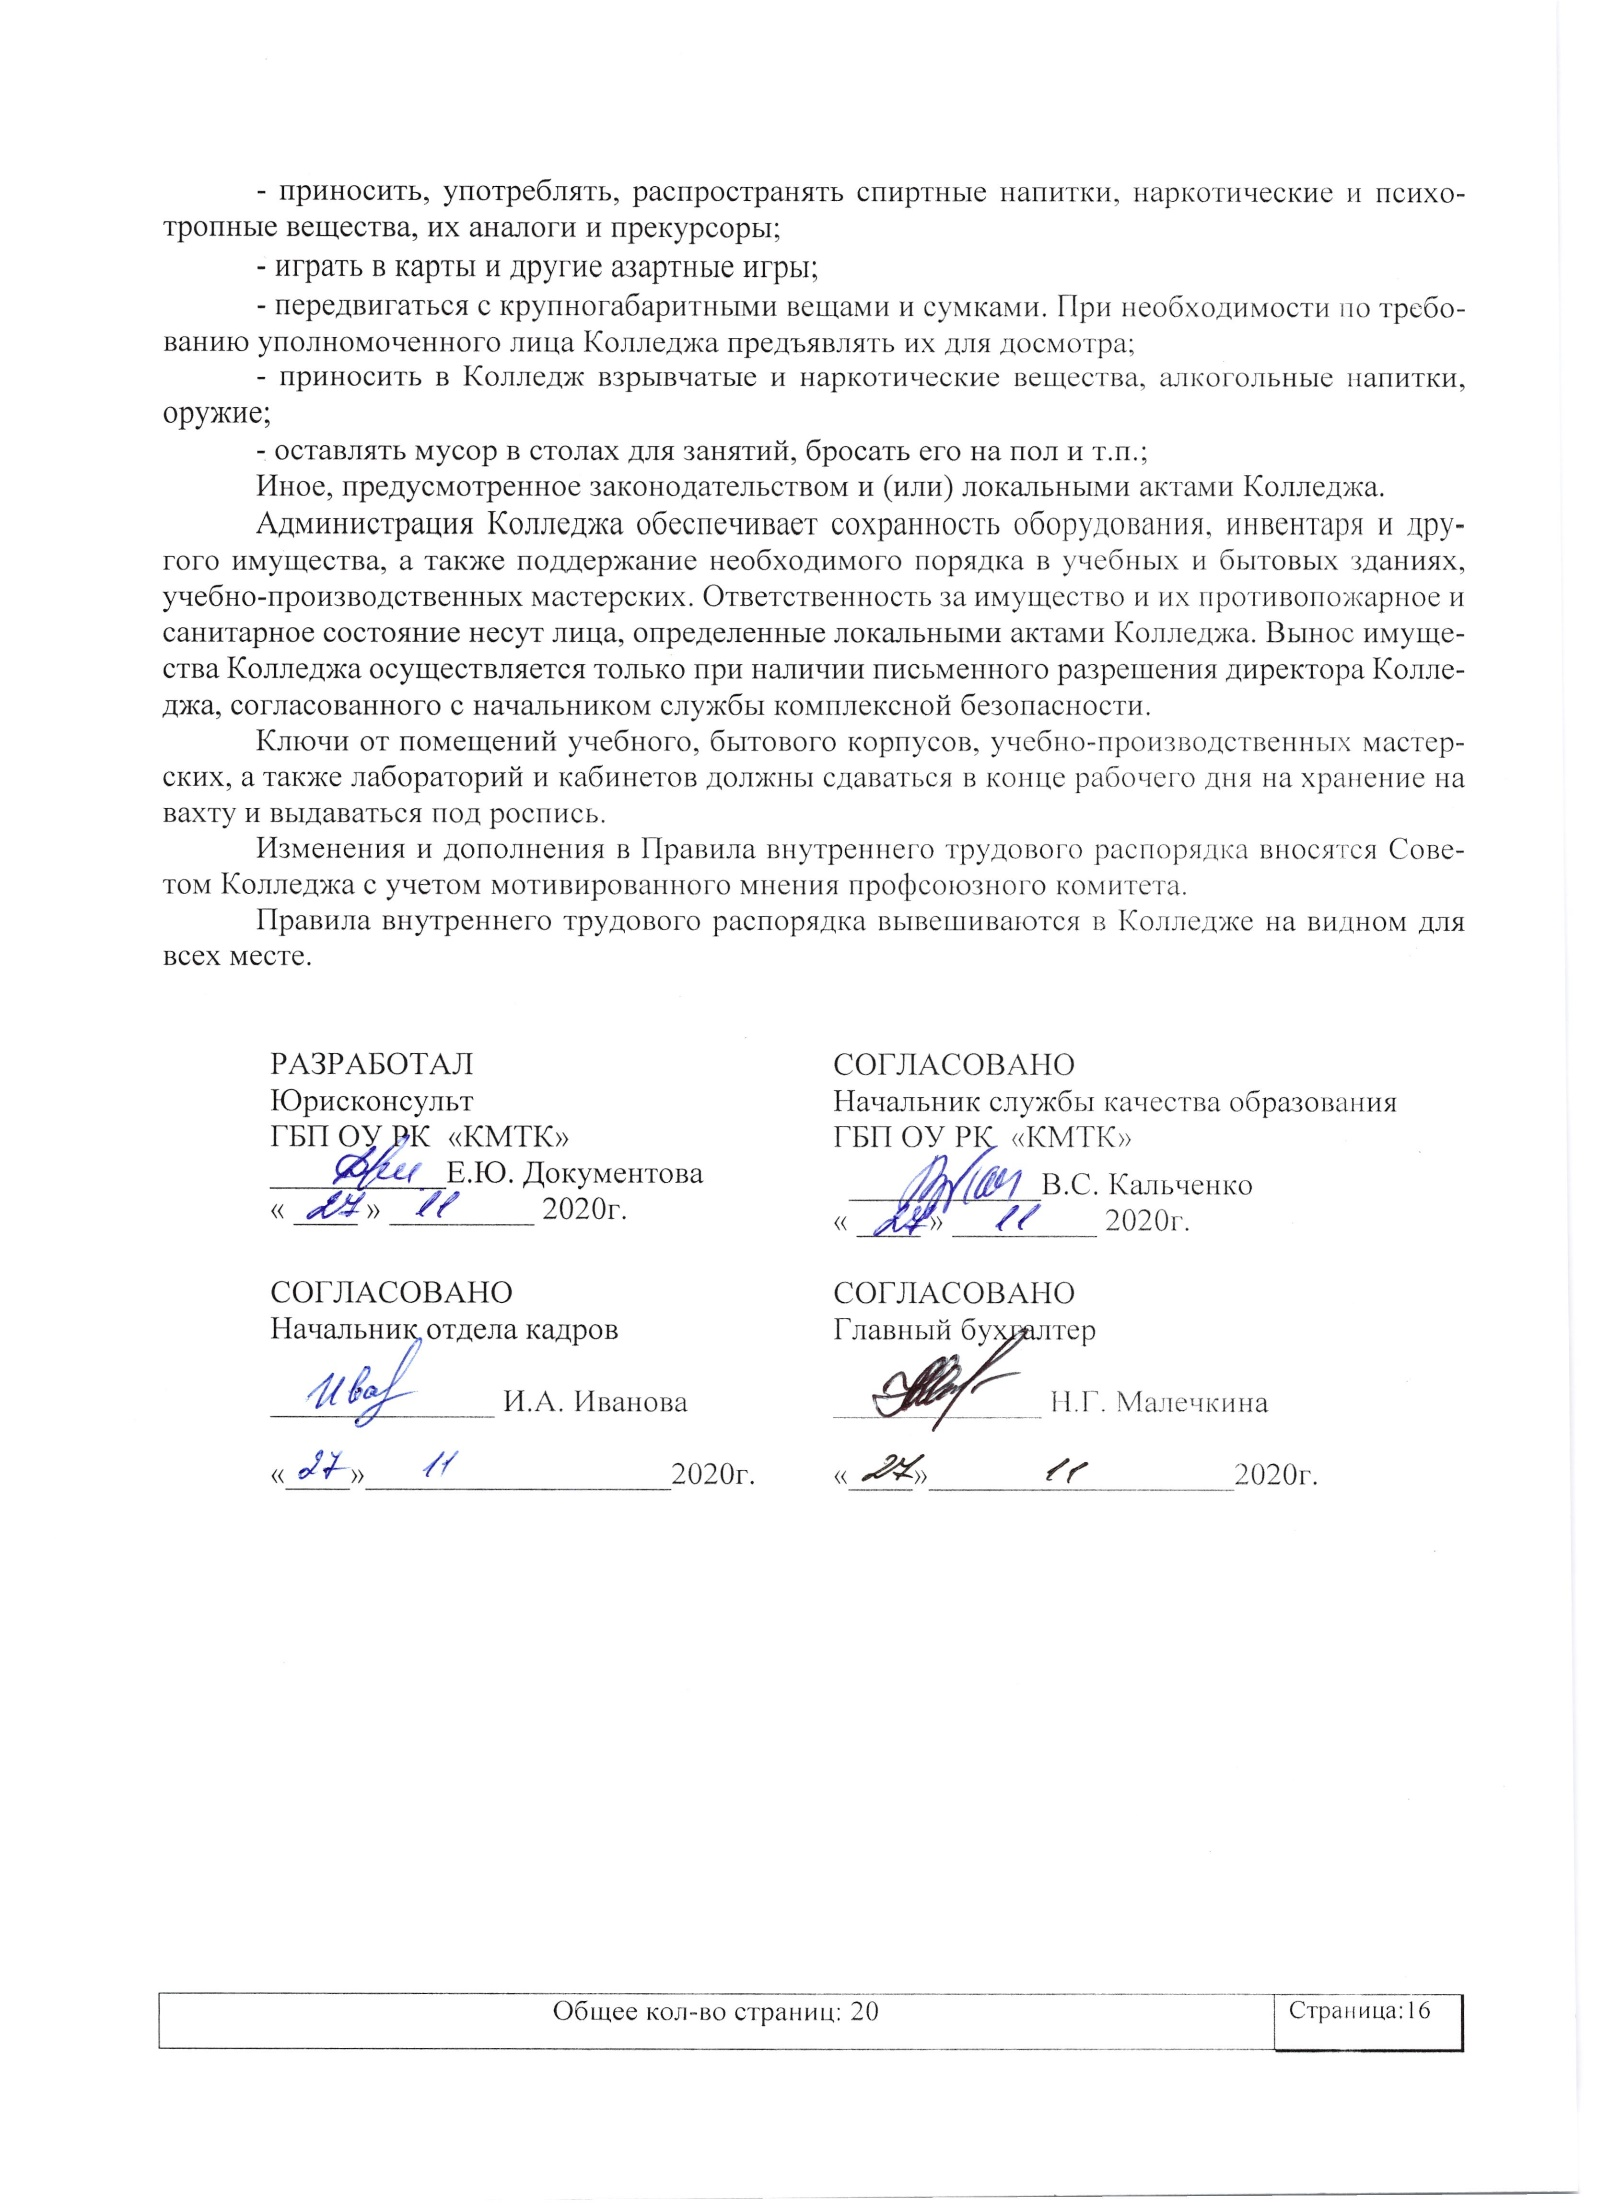 - приносить, употреблять, распространять спиртные напитки, наркотические и психо-
тропные вещества, их аналоги и прекурсоры;
- играть в карты и другие азартные игры;
- передвигаться с крупногабаритными вещами и сумками. При необходимости по требо-
ванию уполномоченного лица Колледжа предъявлять их для досмотра;
- приносить в Колледж взрывчатые и наркотические вещества, алкогольные напитки,
оружие;
- оставлять мусор в столах для занятий, бросать его на пол и т.п.;
Иное, предусмотренное законодательством и (или) локальными актами Колледжа.
Администрация Колледжа обеспечивает сохранность оборудования, инвентаря и дру-
гого имущества, а также поддержание необходимого порядка в учебных и бытовых зданиях,
учебно-производственных мастерских. Ответственность за имущество и их противопожарное и
санитарное состояние несут лица, определенные локальными актами Колледжа. Вынос имуще-
ства Колледжа осуществляется только при наличии письменного разрешения директора Колле-
джа, согласованного с начальником службы комплексной безопасности.
Ключи от помещений учебного, бытового корпусов, учебно-производственных мастер-
ских, а также лабораторий и кабинетов должны сдаваться в конце рабочего дня на хранение на
вахту и выдаваться под роспись.
Изменения и дополнения в Правила внутреннего трудового распорядка вносятся Сове-
том Колледжа с учетом мотивированного мнения профсоюзного комитета.
Правила внутреннего трудового распорядка вывешиваются в Колледже на видном для
всех месте.
РАЗРАБОТАЛ
Юрисконсульт
ГБП ОУ РК «КМТК»
Е.Ю. Документова
« 27 » 11 2020г.
СОГЛАСОВАНО
Начальник службы качества образования
ГБП ОУ РК «КМТК»
В.С. Кальченко
« 27 » 11 2020г.
СОГЛАСОВАНО
Начальник отдела кадров
И.А. Иванова
« 27 » 11 2020г.
СОГЛАСОВАНО
Главный бухгалтер
Н.Г. Малечкина
« 27 » 11 2020г.
Общее кол-во страниц: 20
Страница:16